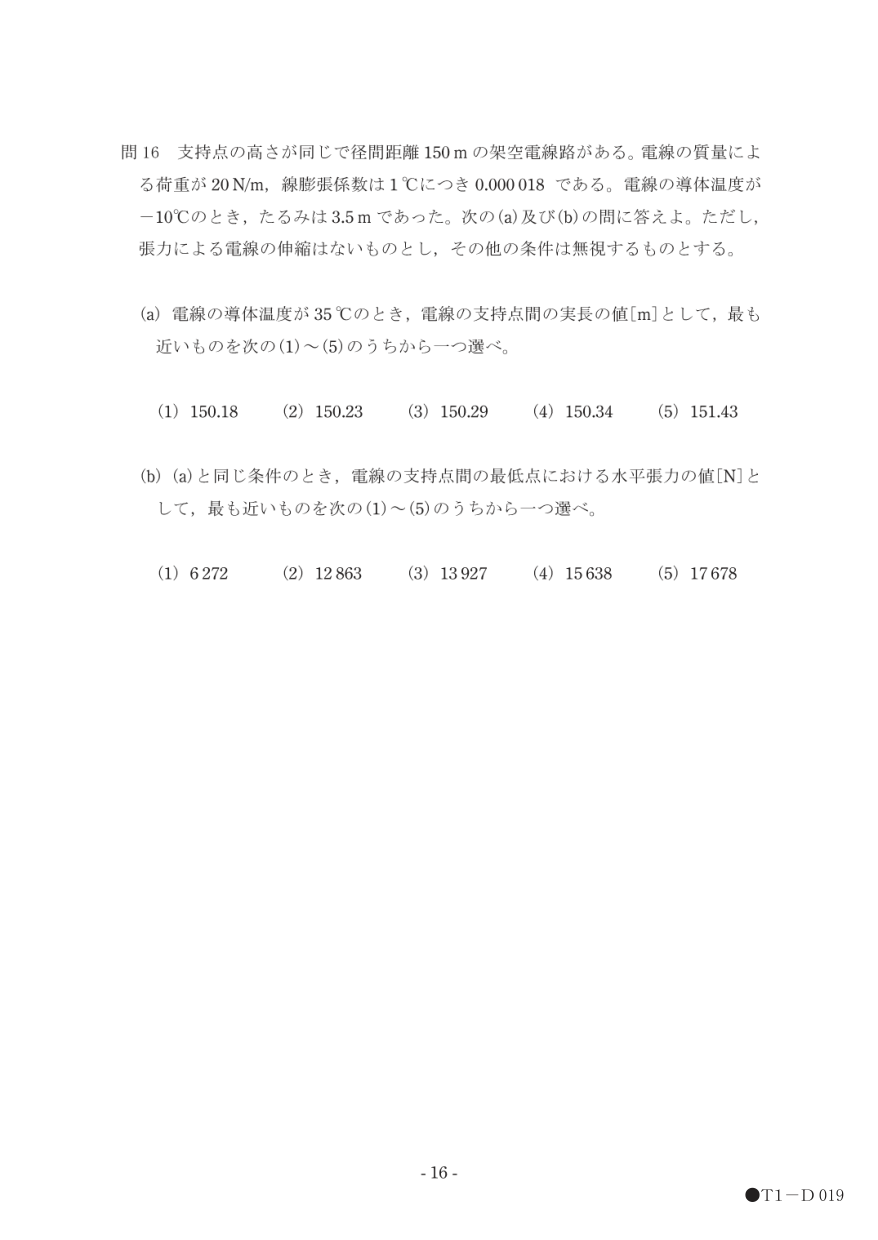 問 16 支持点の高さが同じで径間距離 150 m の架空電線路がある。電線の質量によ
る荷重が 20 N/m，線膨張係数は 1 ℃につき 0.000 018 である。電線の導体温度が
－10℃のとき，たるみは 3.5 m であった。次の(a)及び(b)の問に答えよ。ただし，
張力による電線の伸縮はないものとし，その他の条件は無視するものとする。
(a) 電線の導体温度が 35 ℃のとき，電線の支持点間の実長の値[m]として，最も
近いものを次の(1)～(5)のうちから一つ選べ。
(1) 150.18 (2) 150.23 (3) 150.29 (4) 150.34 (5) 151.43
(b) (a)と同じ条件のとき，電線の支持点間の最低点における水平張力の値[N]と
して，最も近いものを次の(1)～(5)のうちから一つ選べ。
(1) 6 272 (2) 12 863 (3) 13 927 (4) 15 638 (5) 17 678
- 16 -
●T1－D 019